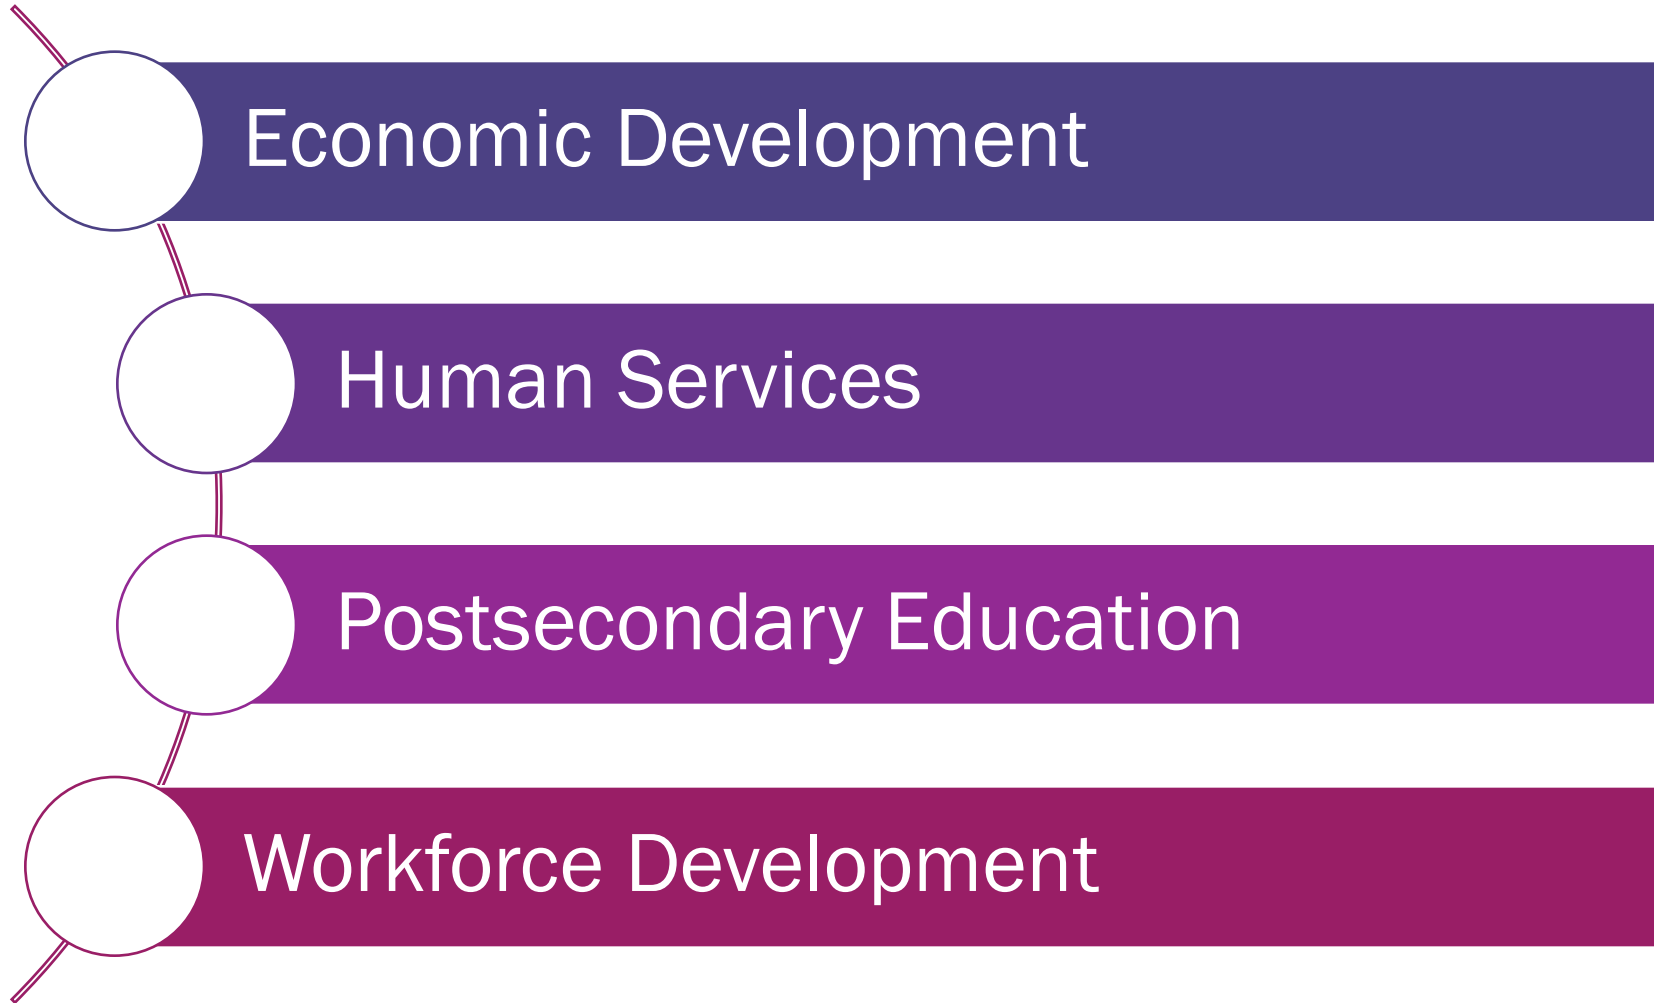 Economic Development
Human Services
Postsecondary Education
Workforce Development